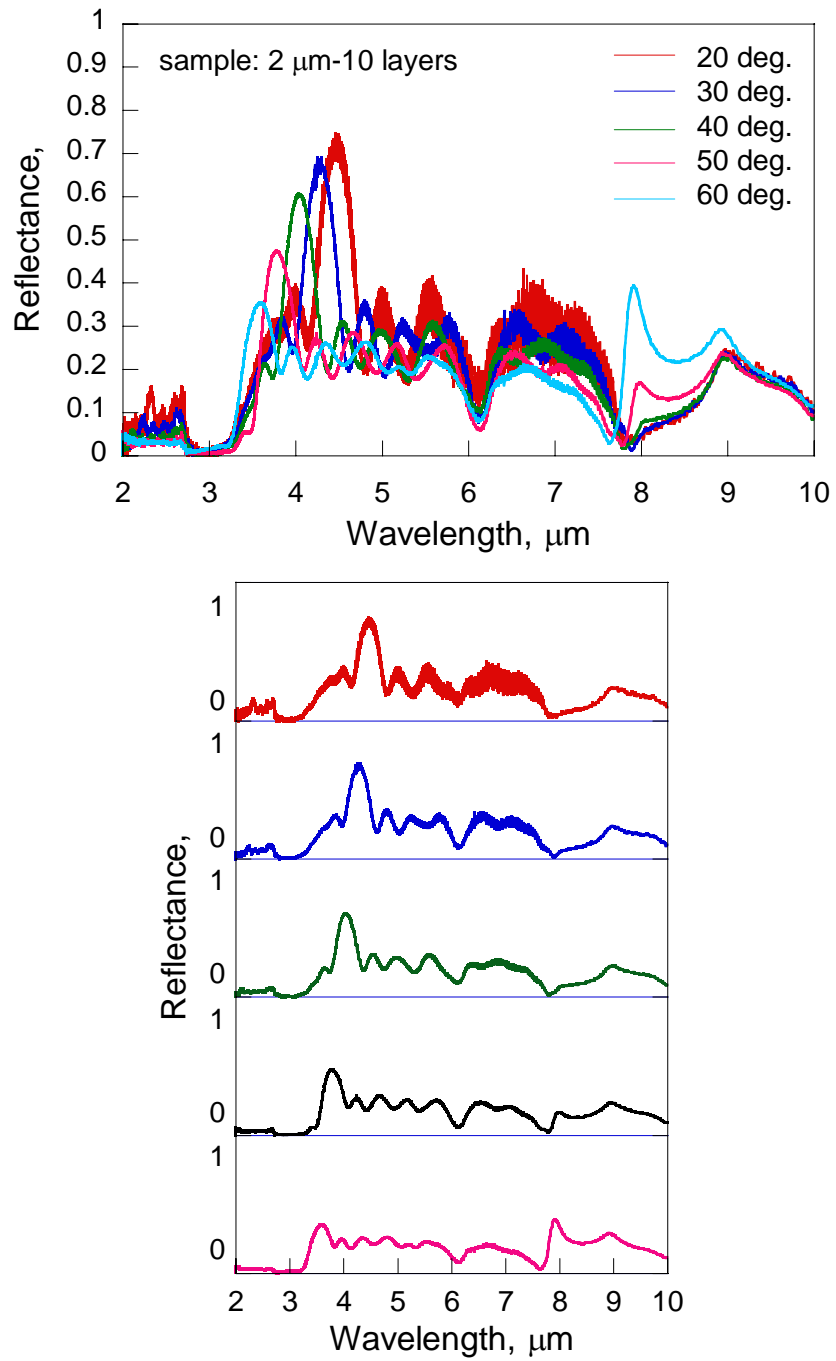 1
0.9
0.8
0.7
0.6
0.5
0.4
0.3
0.2
0.1
0
Reflectance,
sample: 2 μm-10 layers
20 deg.
30 deg.
40 deg.
50 deg.
60 deg.
2 3 4 5 6 7 8 9 10
Wavelength, μm
1
0
1
0
1
0
1
0
1
0
Reflectance,
2 3 4 5 6 7 8 9 10
Wavelength, μm